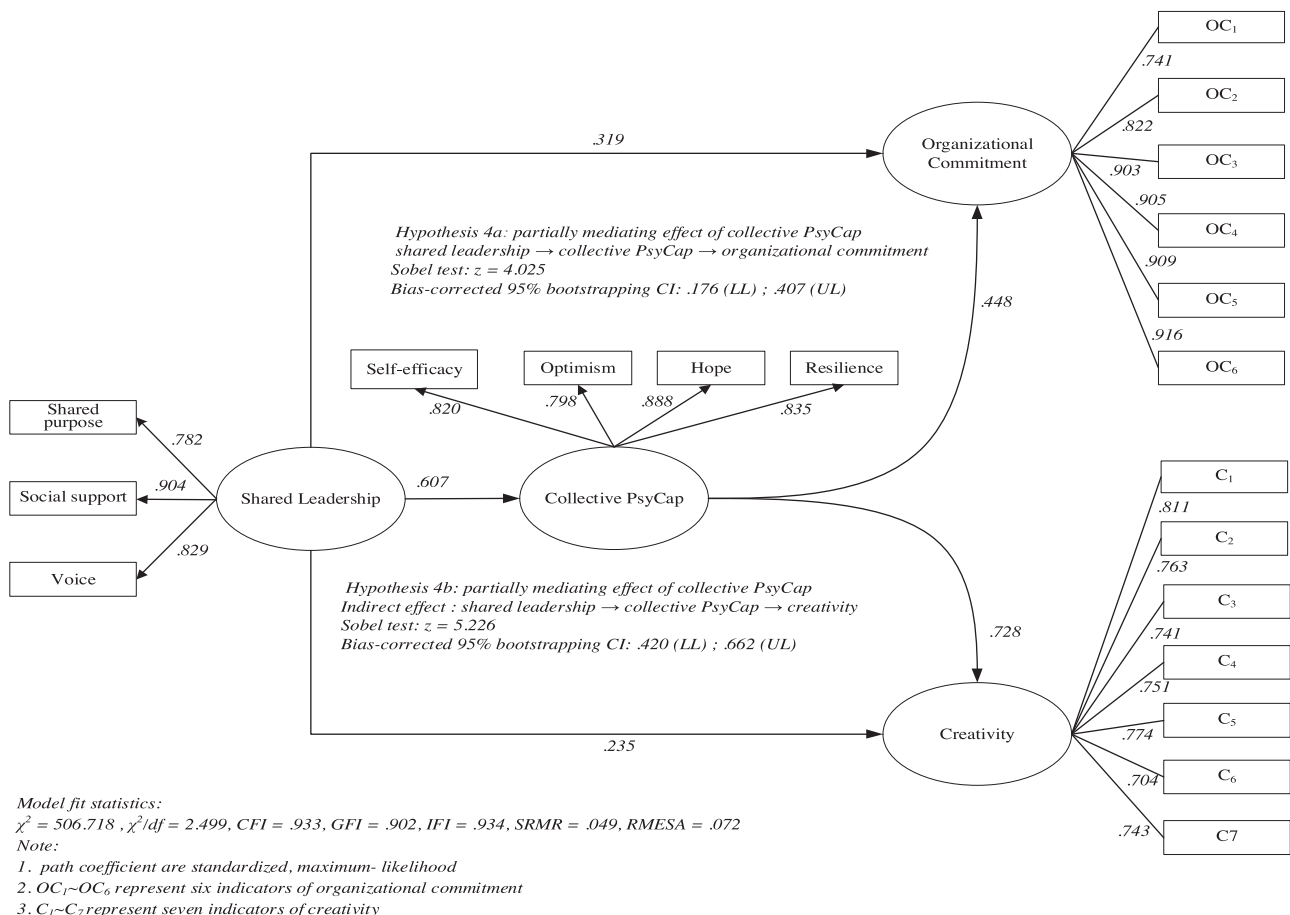 OC₁
.741
OC₂
.822
OC₃
.903
OC₄
.905
OC₅
.909
OC₆
.916
Organizational
Commitment
.319
Hypothesis 4a: partially mediating effect of collective PsyCap
shared leadership → collective PsyCap → organizational commitment
Sobel test: z = 4.025
Bias-corrected 95% bootstrapping CI: .176 (LL) ; .407 (UL)
.448
Self-efficacy
Optimism
Hope
Resilience
.820
.798
.888
.835
Shared
purpose
.782
Social support
.904
Voice
.829
Shared Leadership
.607
Collective PsyCap
Hypothesis 4b: partially mediating effect of collective PsyCap
Indirect effect : shared leadership → collective PsyCap → creativity
Sobel test: z = 5.226
Bias-corrected 95% bootstrapping CI: .420 (LL) ; .662 (UL)
.728
.235
Creativity
C₁
.811
C₂
.763
C₃
.741
C₄
.751
C₅
.774
C₆
.704
C7
.743
Model fit statistics:
χ² = 506.718 , χ²/df = 2.499, CFI = .933, GFI = .902, IFI = .934, SRMR = .049, RMESA = .072
Note:
1. path coefficient are standardized, maximum- likelihood
2. OC₁~OC₆ represent six indicators of organizational commitment
3. C₁~C₇ represent seven indicators of creativity